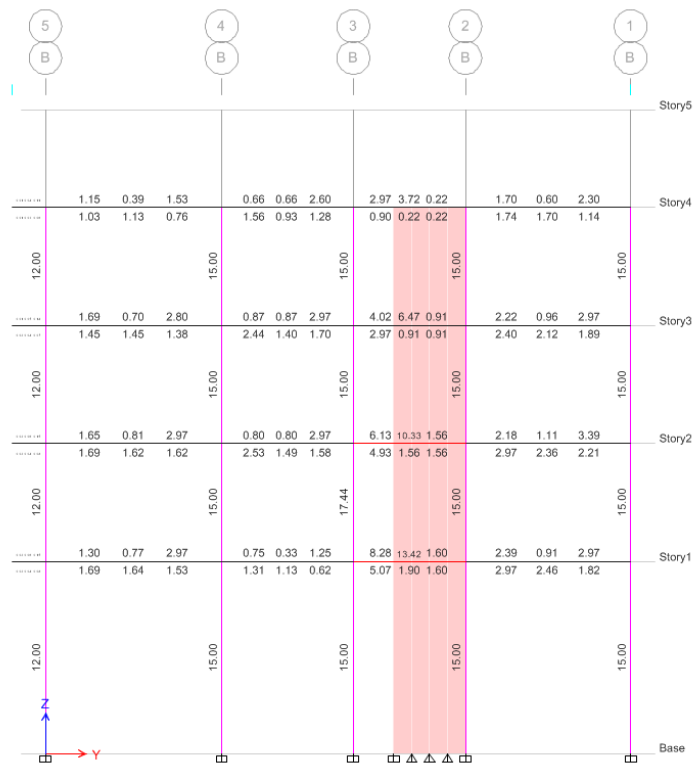 5 4 3 2 1
B B B B B
Story5
1.15 0.39 1.53 0.66 0.66 2.60 2.97 3.72 0.22 1.70 0.60 2.30 Story4
1.03 1.13 0.76 1.56 0.93 1.28 0.90 0.22 0.22 1.74 1.70 1.14
12.00 15.00 15.00 15.00 15.00
1.69 0.70 2.80 0.87 0.87 2.97 4.02 6.47 0.91 2.22 0.96 2.97 Story3
1.45 1.45 1.38 2.44 1.40 1.70 2.97 0.91 0.91 2.40 2.12 1.89
12.00 15.00 15.00 15.00 15.00
1.65 0.81 2.97 0.80 0.80 2.97 6.13 10.33 1.56 2.18 1.11 3.39 Story2
1.69 1.62 1.62 2.53 1.49 1.58 4.93 1.56 1.56 2.97 2.36 2.21
12.00 15.00 17.44 15.00 15.00
1.30 0.77 2.97 0.75 0.33 1.25 8.28 13.42 1.60 2.39 0.91 2.97 Story1
1.69 1.64 1.53 1.31 1.13 0.62 5.07 1.90 1.60 2.97 2.46 1.82
12.00 15.00 15.00 15.00 15.00
Z
Y
Base